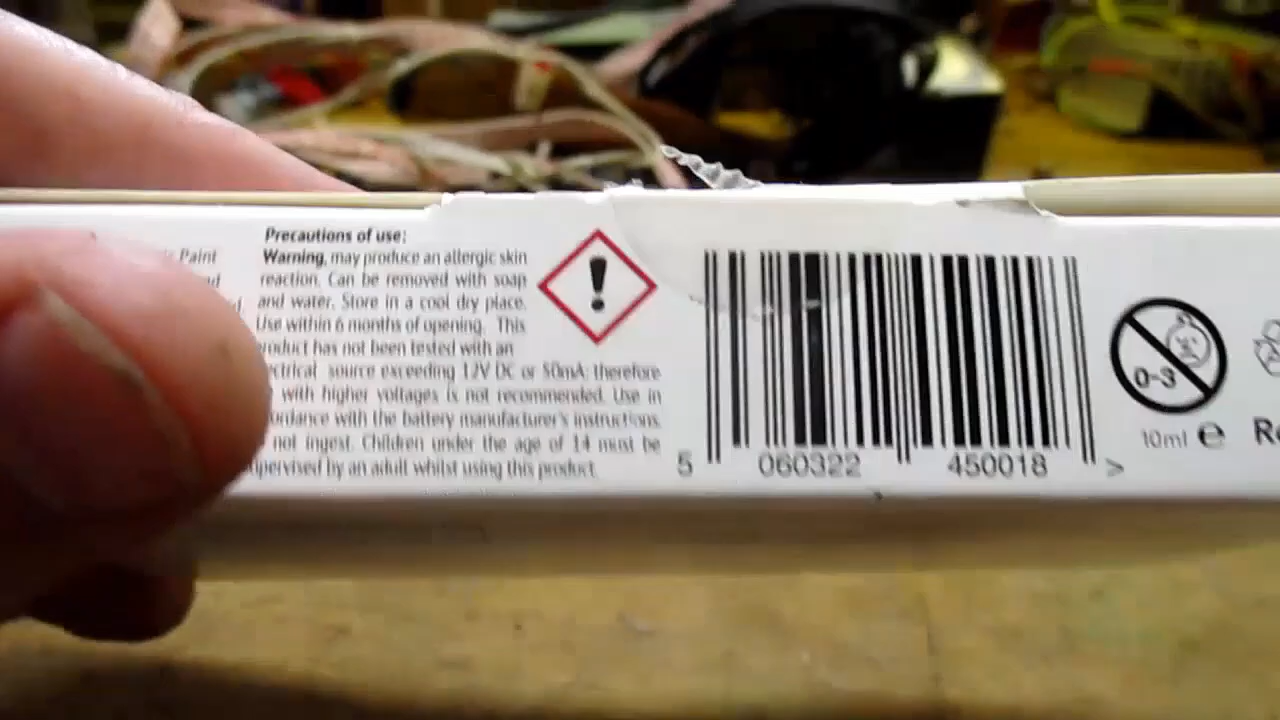 Paint
Precautions of use:
Warning, may produce an allergic skin
reaction. Can be removed with soap
and water. Store in a cool dry place.
Use within 6 months of opening. This
product has not been tested with an
source exceeding 12V DC or 50mA: therefore
with higher voltages is not recommended. Use in
with the battery manufacturer's instructions.
not ingest. Children under the age of 14 must be
by an adult whilst using this product.
!
5 060322 450018 >
0-3
10ml e